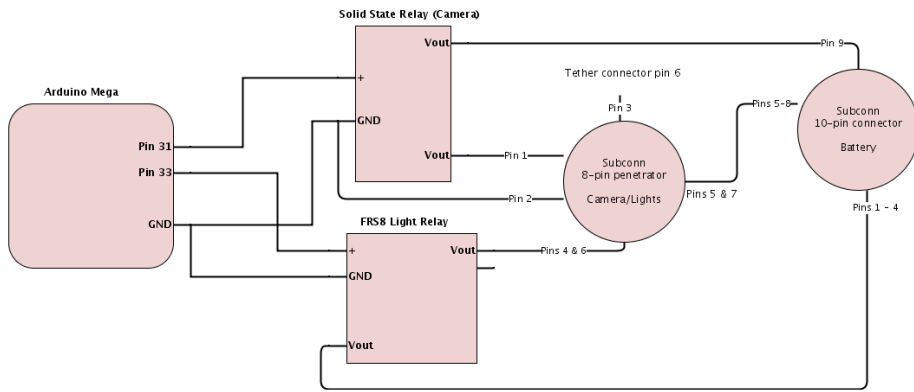 Solid State Relay (Camera)
Vout
Pin 9
Tether connector pin 6
Arduino Mega
+
Pin 3
Pins 5-8
Subconn
10-pin connector
Battery
GND
Pin 31
Vout
Pin 1
Subconn
8-pin penetrator
Camera/Lights
Pin 33
Pin 2
Pins 5 & 7
Pins 1 - 4
GND
FRS8 Light Relay
+
Vout
Pins 4 & 6
GND
Vout